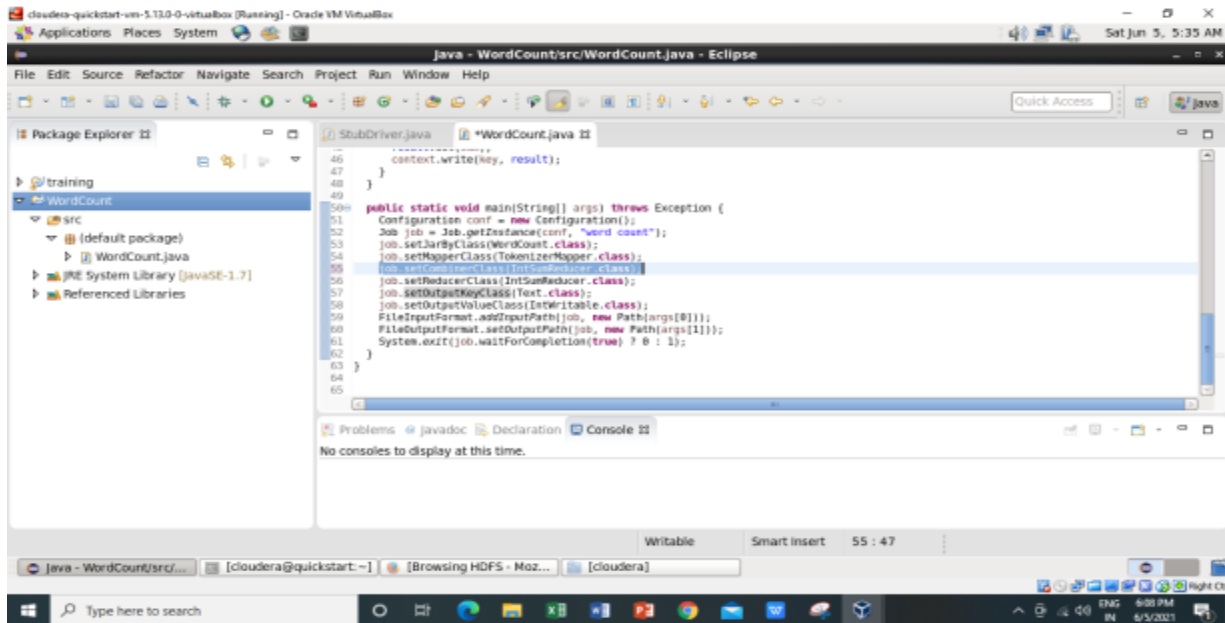 cloudera-quickstart-vm-5.13.0-0-virtualbox [Running] - Oracle VM VirtualBox
Applications Places System
Sat Jun 5, 5:35 AM
Java - WordCount/src/WordCount.java - Eclipse
File Edit Source Refactor Navigate Search Project Run Window Help
Quick Access
Java
Package Explorer
StubDriver.java
*WordCount.java
training
WordCount
src
(default package)
WordCount.java
JRE System Library [JavaSE-1.7]
Referenced Libraries
46 context.write(key, result);
47 }
48 }
49
50 public static void main(String[] args) throws Exception {
51 Configuration conf = new Configuration();
52 Job job = Job.getInstance(conf, "word count");
53 job.setJarByClass(WordCount.class);
54 job.setMapperClass(TokenizerMapper.class);
55 job.setCombinerClass(IntSumReducer.class)
56 job.setReducerClass(IntSumReducer.class);
57 job.setOutputKeyClass(Text.class);
58 job.setOutputValueClass(IntWritable.class);
59 FileInputFormat.addInputPath(job, new Path(args[0]));
60 FileOutputFormat.setOutputPath(job, new Path(args[1]));
61 System.exit(job.waitForCompletion(true) ? 0 : 1);
62 }
63 }
64
65
Problems @ Javadoc Declaration Console
No consoles to display at this time.
Writable Smart Insert 55 : 47
Java - WordCount/src/...
[cloudera@quickstart:~]
[Browsing HDFS - Moz...
[cloudera]
Right Ct
Type here to search
ENG
IN
6:08 PM
6/5/2021